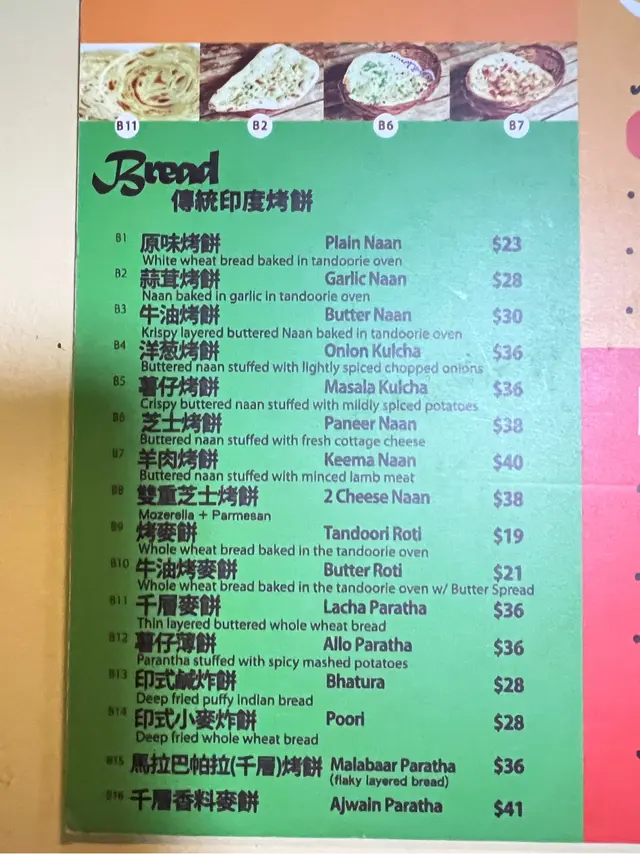 B11 B2 B6 B7
Bread
傳統印度烤餅
B1 原味烤餅 Plain Naan $23
White wheat bread baked in tandoorie oven
B2 蒜茸烤餅 Garlic Naan $28
Naan baked in garlic in tandoorie oven
B3 牛油烤餅 Butter Naan $30
Krispy layered buttered Naan baked in tandoorie oven
B4 洋葱烤餅 Onion Kulcha $36
Buttered naan stuffed with lightly spiced chopped onions
B5 薯仔烤餅 Masala Kulcha $36
Crispy buttered naan stuffed with mildly spiced potatoes
B6 芝士烤餅 Paneer Naan $38
Buttered naan stuffed with fresh cottage cheese
B7 羊肉烤餅 Keema Naan $40
Buttered naan stuffed with minced lamb meat
B8 雙重芝士烤餅 2 Cheese Naan $38
Mozerella + Parmesan
B9 烤麥餅 Tandoori Roti $19
Whole wheat bread baked in the tandoorie oven
B10 牛油烤麥餅 Butter Roti $21
Whole wheat bread baked in the tandoorie oven w/ Butter Spread
B11 千層麥餅 Lacha Paratha $36
Thin layered buttered whole wheat bread
B12 薯仔薄餅 Allo Paratha $36
Parantha stuffed with spicy mashed potatoes
B13 印式鹹炸餅 Bhatura $28
Deep fried puffy indian bread
B14 印式小麥炸餅 Poori $28
Deep fried whole wheat bread
B15 馬拉巴帕拉(千層)烤餅 Malabaar Paratha $36
(flaky layered bread)
B16 千層香料麥餅 Ajwain Paratha $41